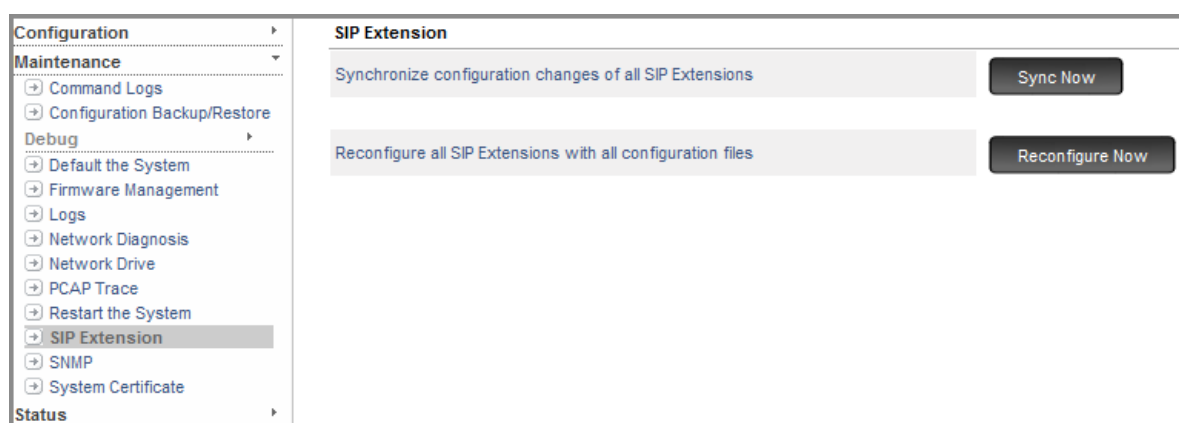 Configuration
Maintenance
Command Logs
Configuration Backup/Restore
Debug
Default the System
Firmware Management
Logs
Network Diagnosis
Network Drive
PCAP Trace
Restart the System
SIP Extension
SNMP
System Certificate
Status
SIP Extension
Synchronize configuration changes of all SIP Extensions
Sync Now
Reconfigure all SIP Extensions with all configuration files
Reconfigure Now